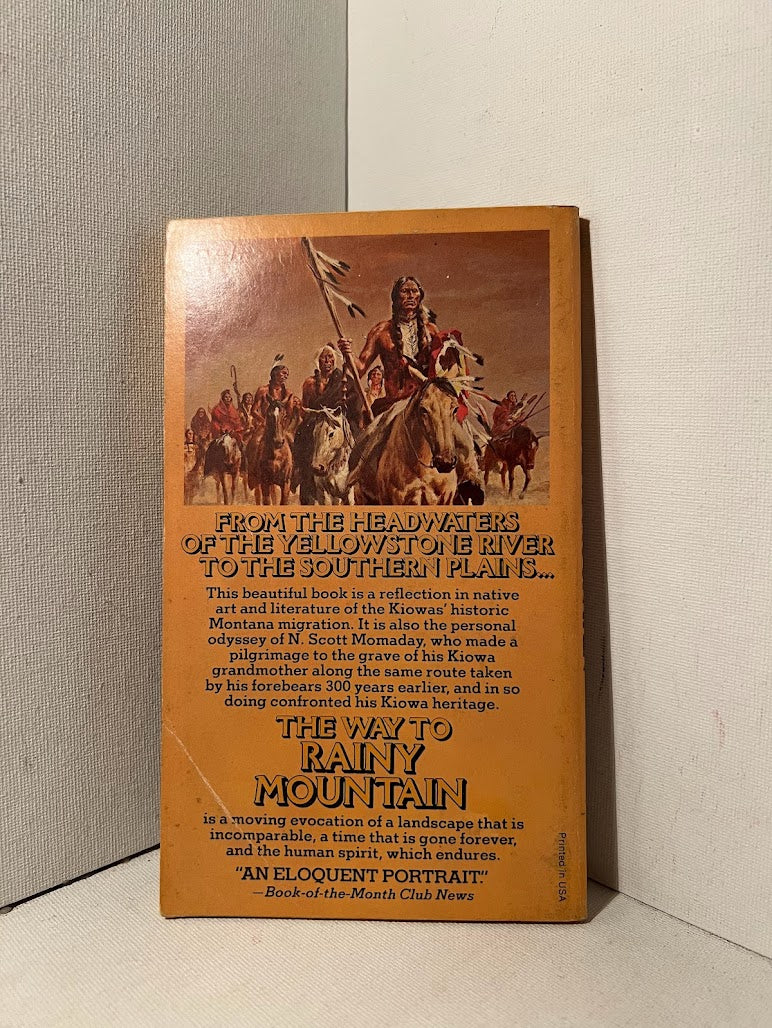 FROM THE HEADWATERS
OF THE YELLOWSTONE RIVER
TO THE SOUTHERN PLAINS...
This beautiful book is a reflection in native
art and literature of the Kiowas' historic
Montana migration. It is also the personal
odyssey of N. Scott Momaday, who made a
pilgrimage to the grave of his Kiowa
grandmother along the same route taken
by his forebears 300 years earlier, and in so
doing confronted his Kiowa heritage.
THE WAY TO
RAINY
MOUNTAIN
is a moving evocation of a landscape that is
incomparable, a time that is gone forever,
and the human spirit, which endures.
"AN ELOQUENT PORTRAIT."
—Book-of-the-Month Club News
Printed in USA